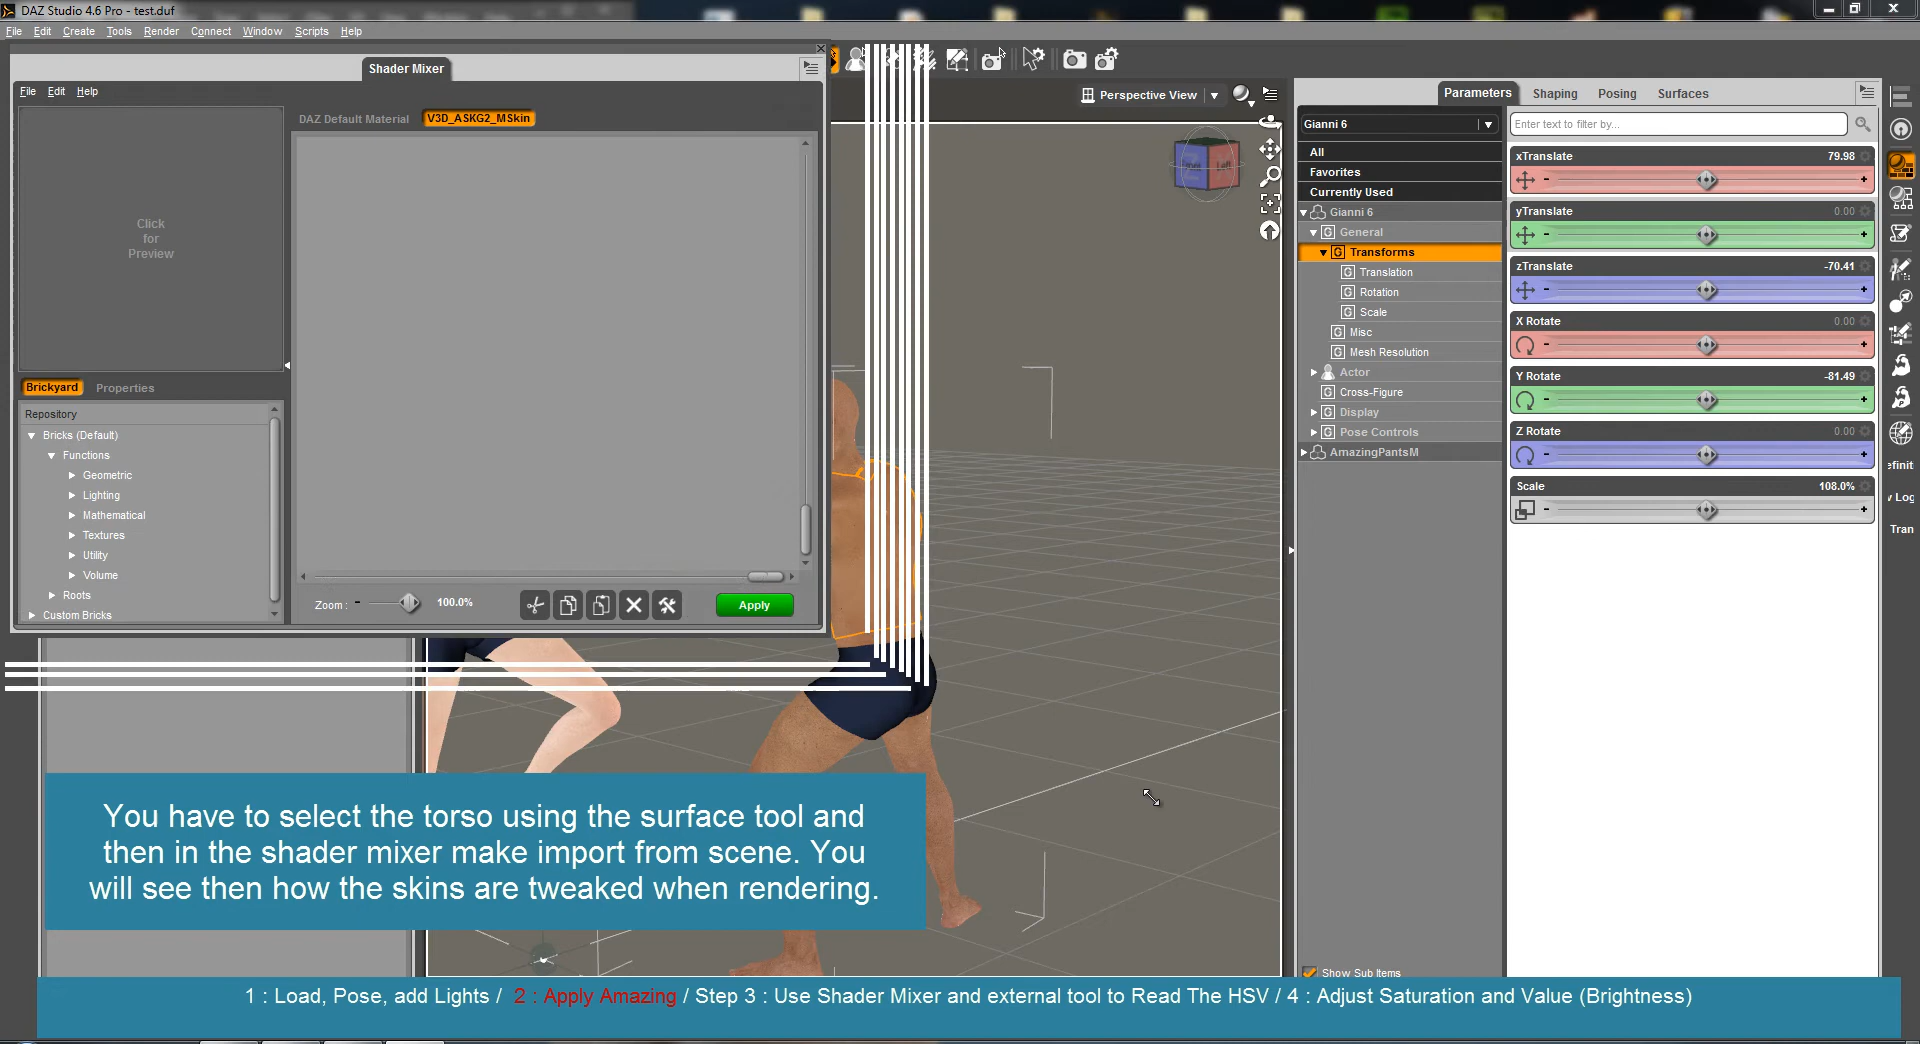 DAZ Studio 4.6 Pro - test.duf
File Edit Create Tools Render Connect Window Scripts Help
Shader Mixer
File Edit Help
DAZ Default Material V3D_ASKG2_MSkin
Click
for
Preview
Brickyard Properties
Repository
Bricks (Default)
Functions
Geometric
Lighting
Mathematical
Textures
Utility
Volume
Roots
Custom Bricks
Zoom : - 100.0%
Apply
Perspective View
Parameters Shaping Posing Surfaces
Gianni 6
All
Favorites
Currently Used
Gianni 6
General
Transforms
Translation
Rotation
Scale
Misc
Mesh Resolution
Actor
Cross-Figure
Display
Pose Controls
AmazingPantsM
Show Sub Items
Enter text to filter by...
xTranslate 79.98
yTranslate 0.00
zTranslate -70.41
X Rotate 0.00
Y Rotate -81.49
Z Rotate 0.00
Scale 108.0%
Tran
You have to select the torso using the surface tool and
then in the shader mixer make import from scene. You
will see then how the skins are tweaked when rendering.
1 : Load, Pose, add Lights / 2 : Apply Amazing / Step 3 : Use Shader Mixer and external tool to Read The HSV / 4 : Adjust Saturation and Value (Brightness)